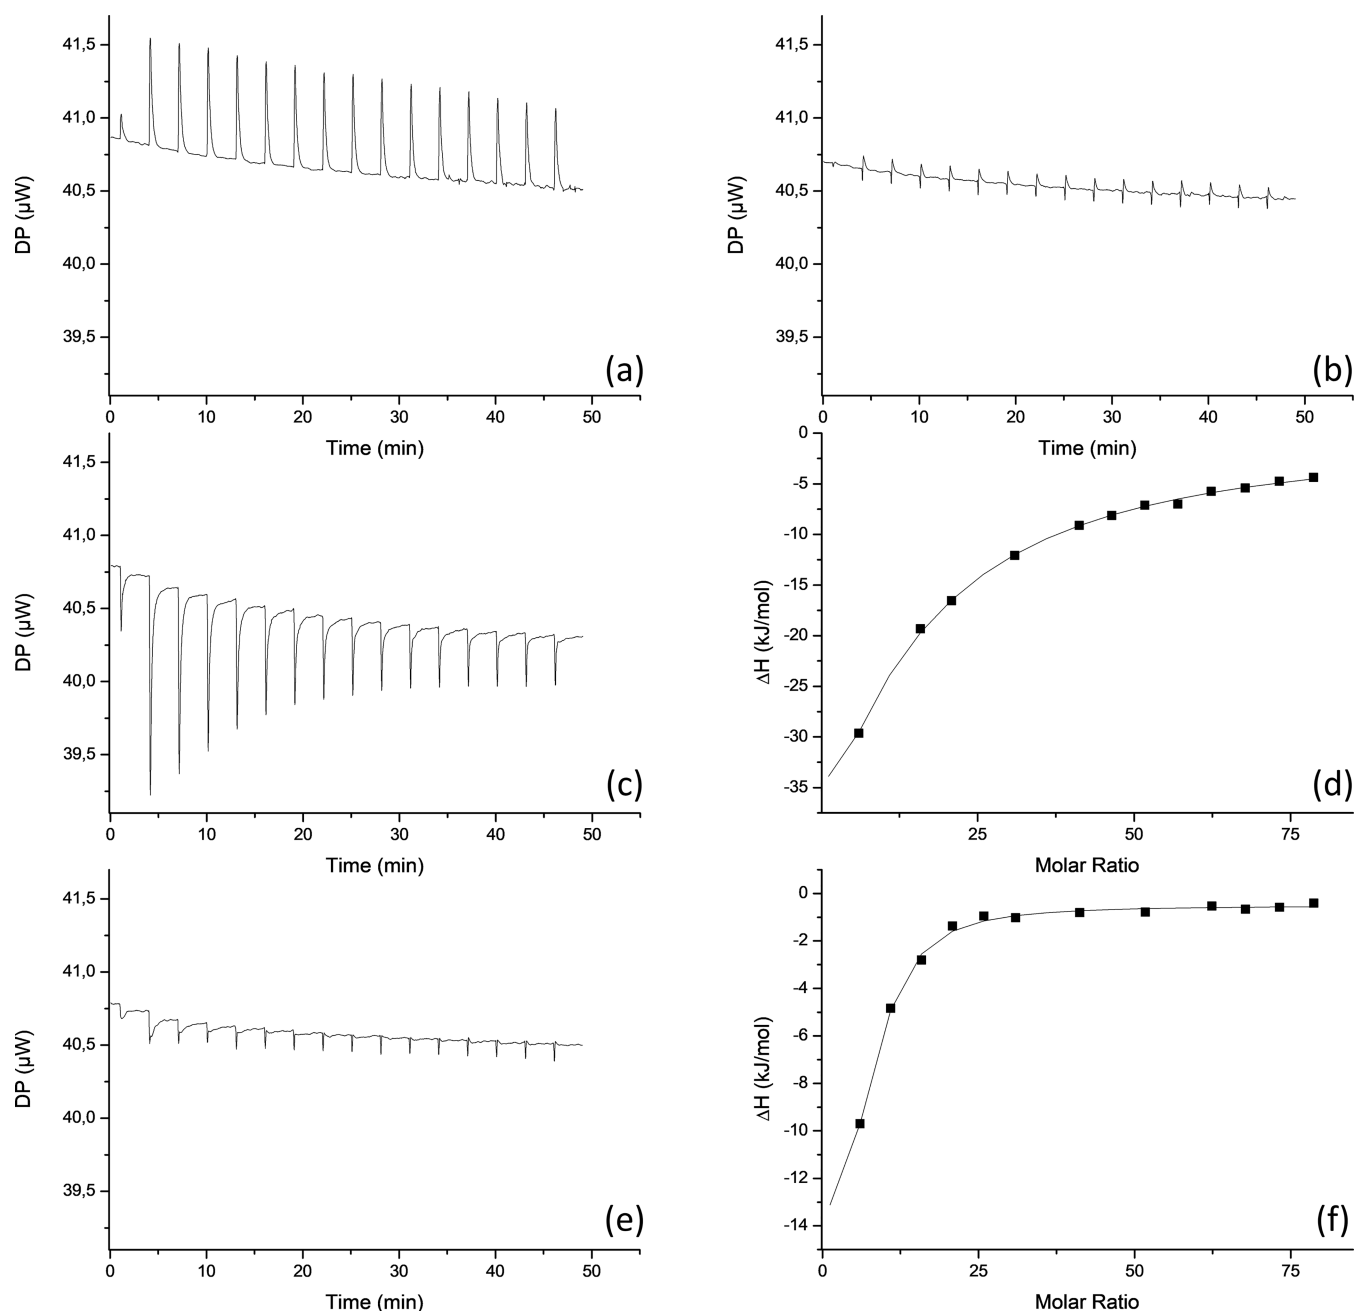 41,5
41,0
40,5
40,0
39,5
DP (µW)
0 10 20 30 40 50
Time (min)
(a)
41,5
41,0
40,5
40,0
39,5
DP (µW)
0 10 20 30 40 50
Time (min)
(b)
41,5
41,0
40,5
40,0
39,5
DP (µW)
0 10 20 30 40 50
Time (min)
(c)
0
-5
-10
-15
-20
-25
-30
-35
ΔH (kJ/mol)
25 50 75
Molar Ratio
(d)
41,5
41,0
40,5
40,0
39,5
DP (µW)
0 10 20 30 40 50
Time (min)
(e)
0
-2
-4
-6
-8
-10
-12
-14
ΔH (kJ/mol)
0 25 50 75
Molar Ratio
(f)